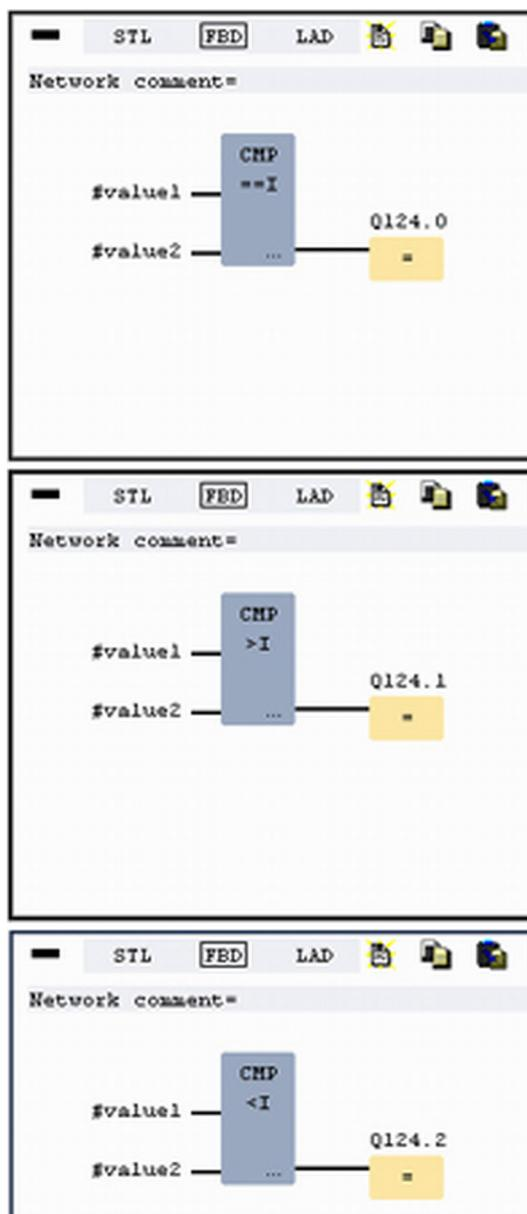 STL FBD LAD
Network comment=
CMP
==I
#value1
Q124.0
#value2
...
=
STL FBD LAD
Network comment=
CMP
>I
#value1
Q124.1
#value2
...
=
STL FBD LAD
Network comment=
CMP
<I
#value1
Q124.2
#value2
...
=